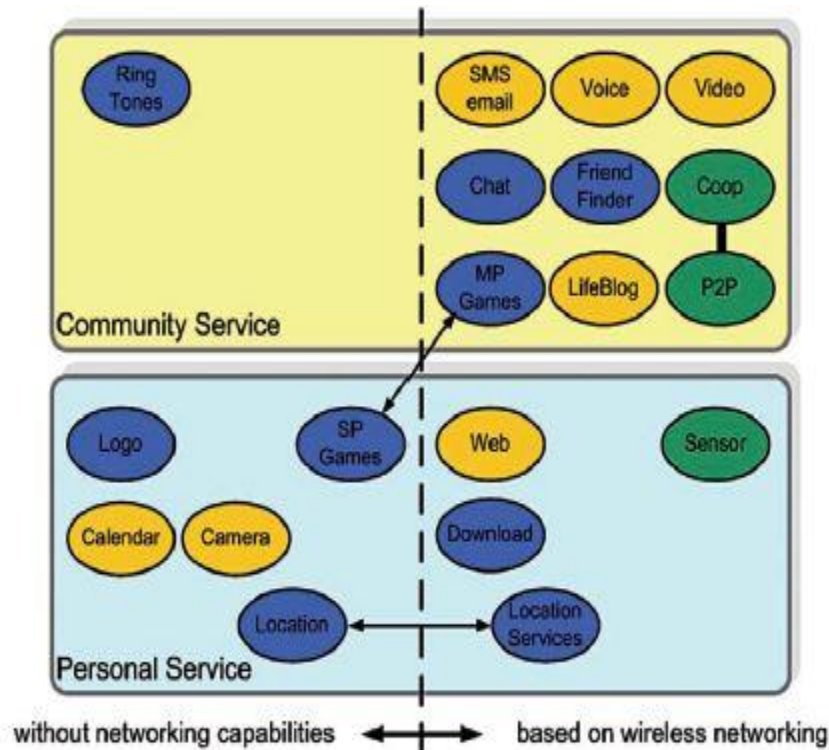 Ring
Tones
SMS
email
Voice
Video
Chat
Friend
Finder
Coop
MP
Games
LifeBlog
P2P
Community Service
Logo
SP
Games
Web
Sensor
Calendar
Camera
Download
Location
Location
Services
Personal Service
without networking capabilities
based on wireless networking